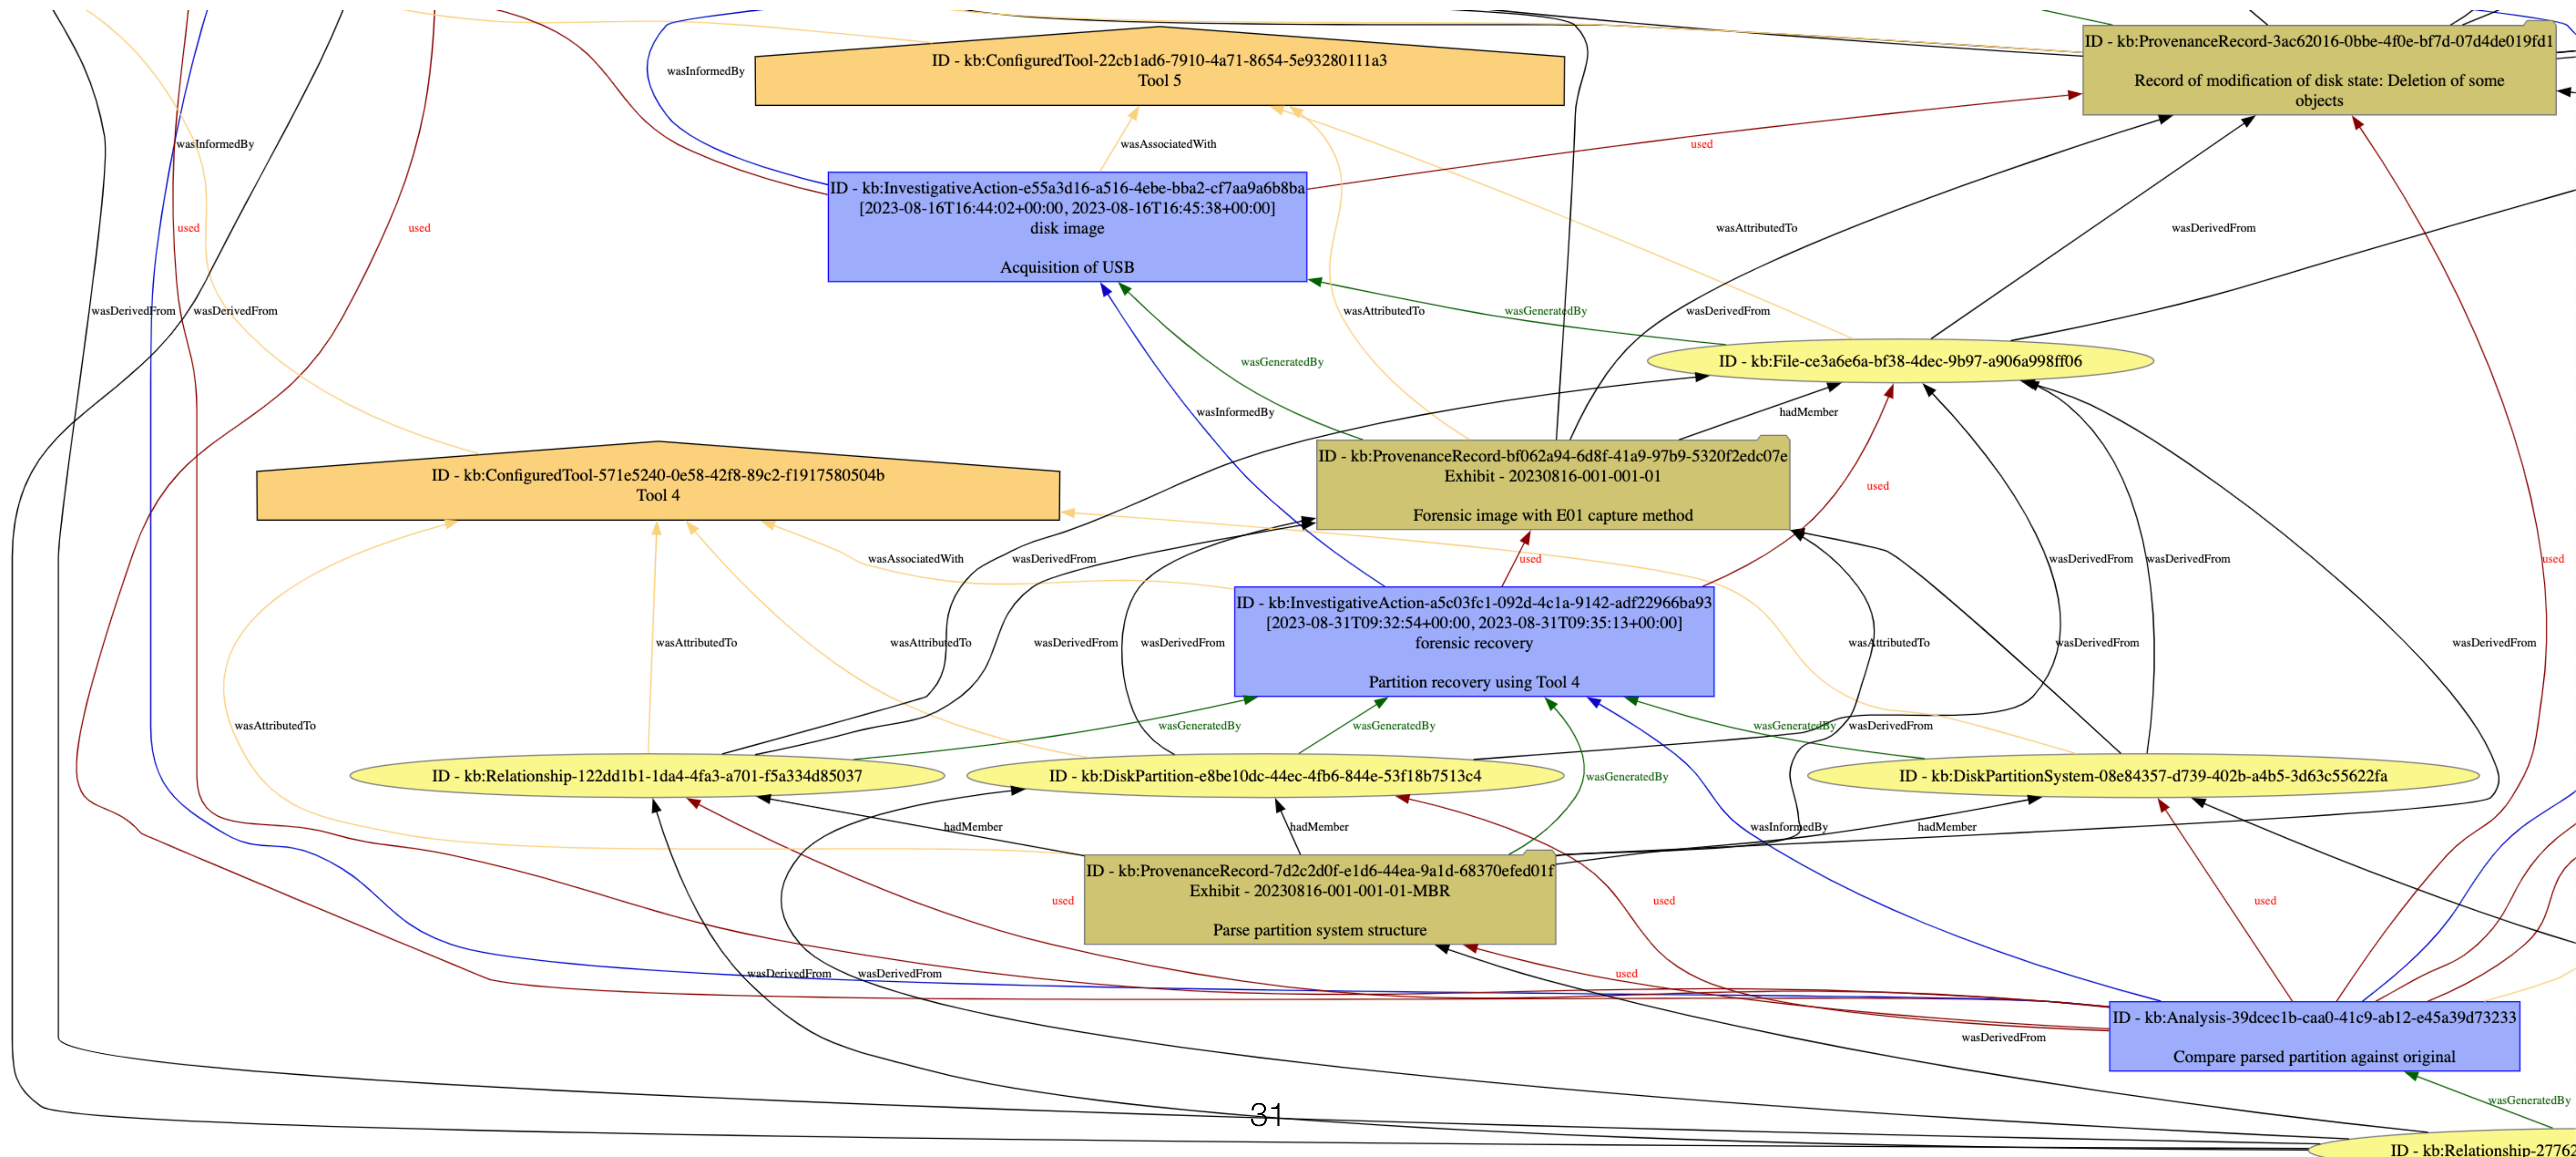 ID - kb:ProvenanceRecord-3ac62016-0bbe-4f0e-bf7d-07d4de019fd1
Record of modification of disk state: Deletion of some
objects
ID - kb:ConfiguredTool-22cb1ad6-7910-4a71-8654-5e93280111a3
Tool 5
wasInformedBy
wasInformedBy
wasAssociatedWith
used
ID - kb:InvestigativeAction-e55a3d16-a516-4ebe-bba2-cf7aa9a6b8ba
[2023-08-16T16:44:02+00:00, 2023-08-16T16:45:38+00:00]
disk image
Acquisition of USB
used
used
wasAttributedTo
wasDerivedFrom
wasDerivedFrom
wasDerivedFrom
wasAttributedTo
wasGeneratedBy
wasDerivedFrom
wasGeneratedBy
ID - kb:File-ce3a6e6a-bf38-4dec-9b97-a906a998ff06
wasInformedBy
hadMember
ID - kb:ProvenanceRecord-bf062a94-6d8f-41a9-97b9-5320f2edc07e
Exhibit - 20230816-001-001-01
Forensic image with E01 capture method
ID - kb:ConfiguredTool-571e5240-0e58-42f8-89c2-f1917580504b
Tool 4
used
wasAssociatedWith
wasDerivedFrom
used
wasDerivedFrom
wasDerivedFrom
used
ID - kb:InvestigativeAction-a5c03fc1-092d-4c1a-9142-adf22966ba93
[2023-08-31T09:32:54+00:00, 2023-08-31T09:35:13+00:00]
forensic recovery
Partition recovery using Tool 4
wasAttributedTo
wasAttributedTo
wasDerivedFrom
wasDerivedFrom
wasAttributedTo
wasDerivedFrom
wasDerivedFrom
wasAttributedTo
wasGeneratedBy
wasGeneratedBy
wasGeneratedBy
wasDerivedFrom
ID - kb:Relationship-122dd1b1-1da4-4fa3-a701-f5a334d85037
ID - kb:DiskPartition-e8be10dc-44ec-4fb6-844e-53f18b7513c4
wasGeneratedBy
ID - kb:DiskPartitionSystem-08e84357-d739-402b-a4b5-3d63c55622fa
hadMember
hadMember
wasInformedBy
hadMember
ID - kb:ProvenanceRecord-7d2c2d0f-e1d6-44ea-9a1d-68370efed01f
Exhibit - 20230816-001-001-01-MBR
Parse partition system structure
used
used
used
wasDerivedFrom
wasDerivedFrom
used
ID - kb:Analysis-39dcec1b-caa0-41c9-ab12-e45a39d73233
Compare parsed partition against original
wasDerivedFrom
wasGeneratedBy
31
ID - kb:Relationship-27762